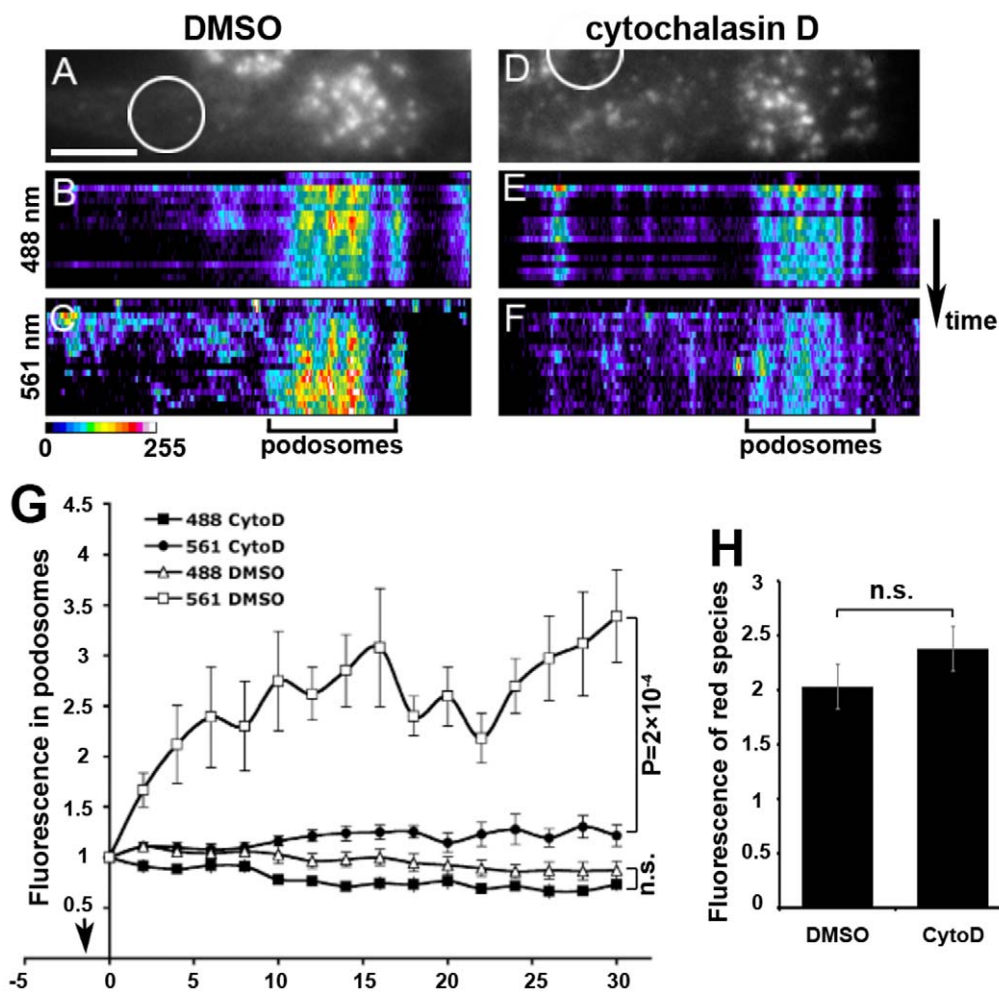 DMSO
cytochalasin D
A
D
488 nm
B
E
561 nm
C
F
time
0 255
podosomes
podosomes
G
Fluorescence in podosomes
4.5
4
3.5
3
2.5
2
1.5
1
0.5
488 CytoD
561 CytoD
488 DMSO
561 DMSO
P=2×10⁻⁴
n.s.
-5 0 5 10 15 20 25 30
H
Fluorescence of red species
3
2.5
2
1.5
1
0.5
0
n.s.
DMSO CytoD